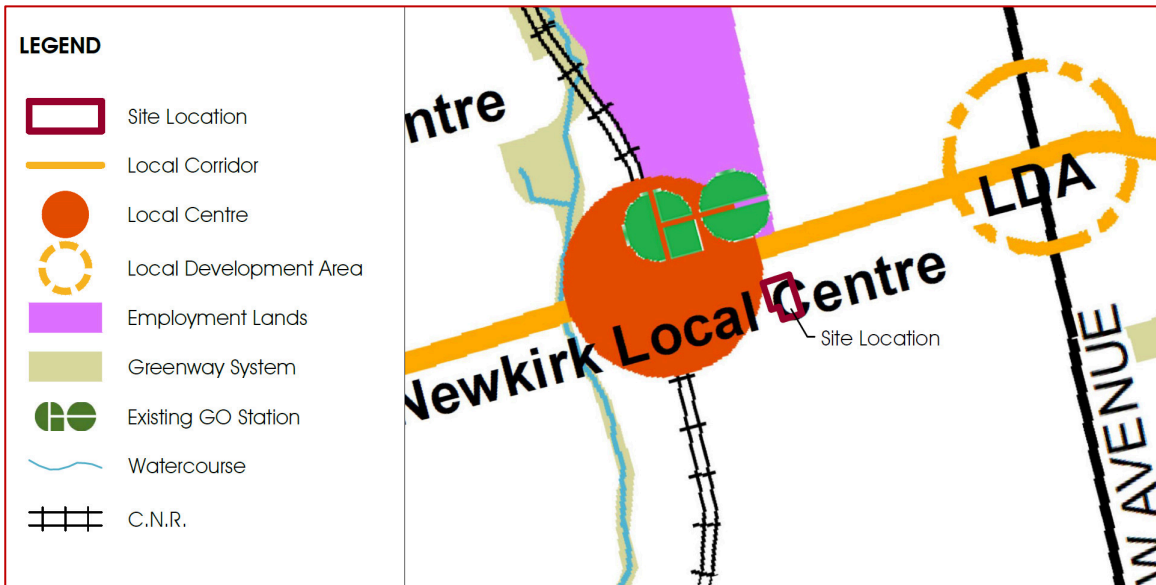 LEGEND
Site Location
Local Corridor
Local Centre
Local Development Area
Employment Lands
Greenway System
Existing GO Station
Watercourse
C.N.R.
ntre
LDA
Newkirk Local Centre
Site Location
W AVENUE